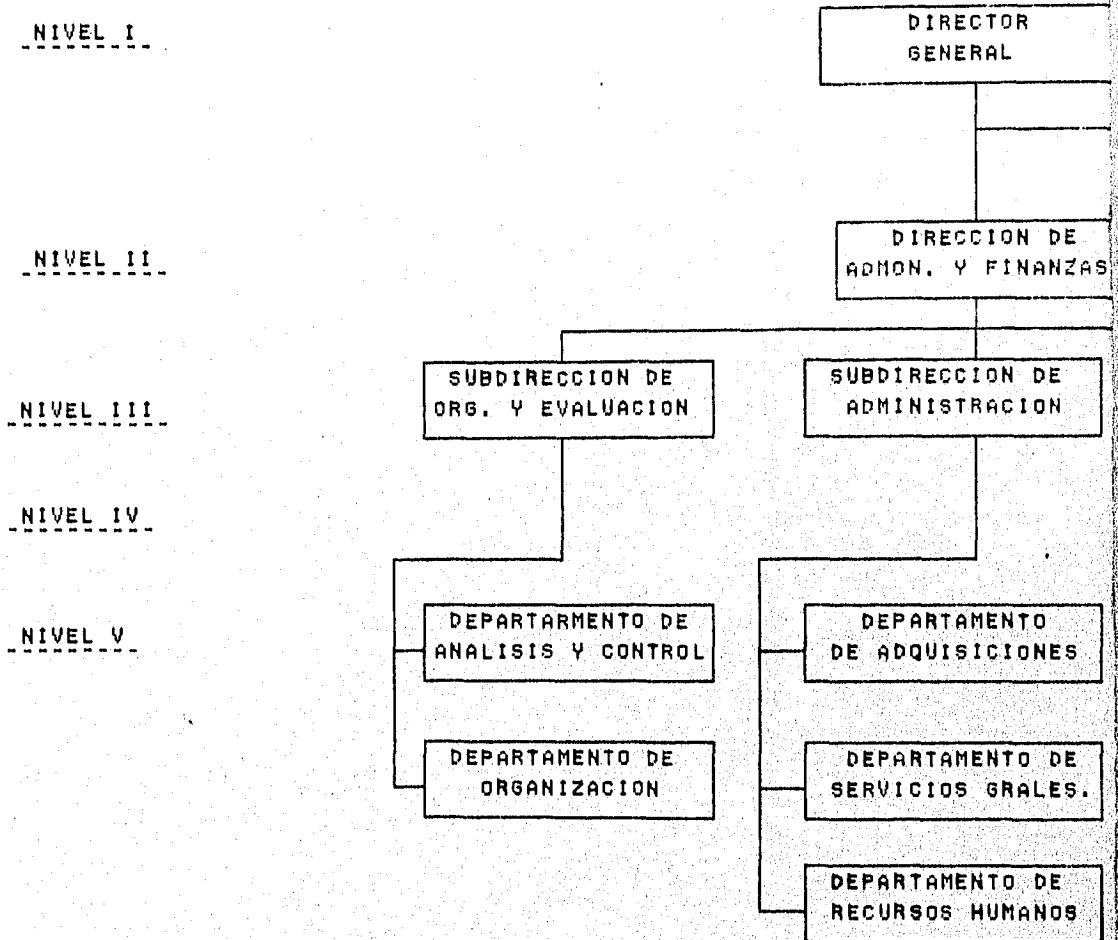 NIVEL I
DIRECTOR
GENERAL
NIVEL II
DIRECCION DE
ADMON. Y FINANZAS
NIVEL III
SUBDIRECCION DE
ORG. Y EVALUACION
SUBDIRECCION DE
ADMINISTRACION
NIVEL IV
NIVEL V
DEPARTARMENTO DE
ANALISIS Y CONTROL
DEPARTAMENTO
DE ADQUISICIONES
DEPARTAMENTO DE
ORGANIZACION
DEPARTAMENTO DE
SERVICIOS GRALES.
DEPARTAMENTO DE
RECURSOS HUMANOS